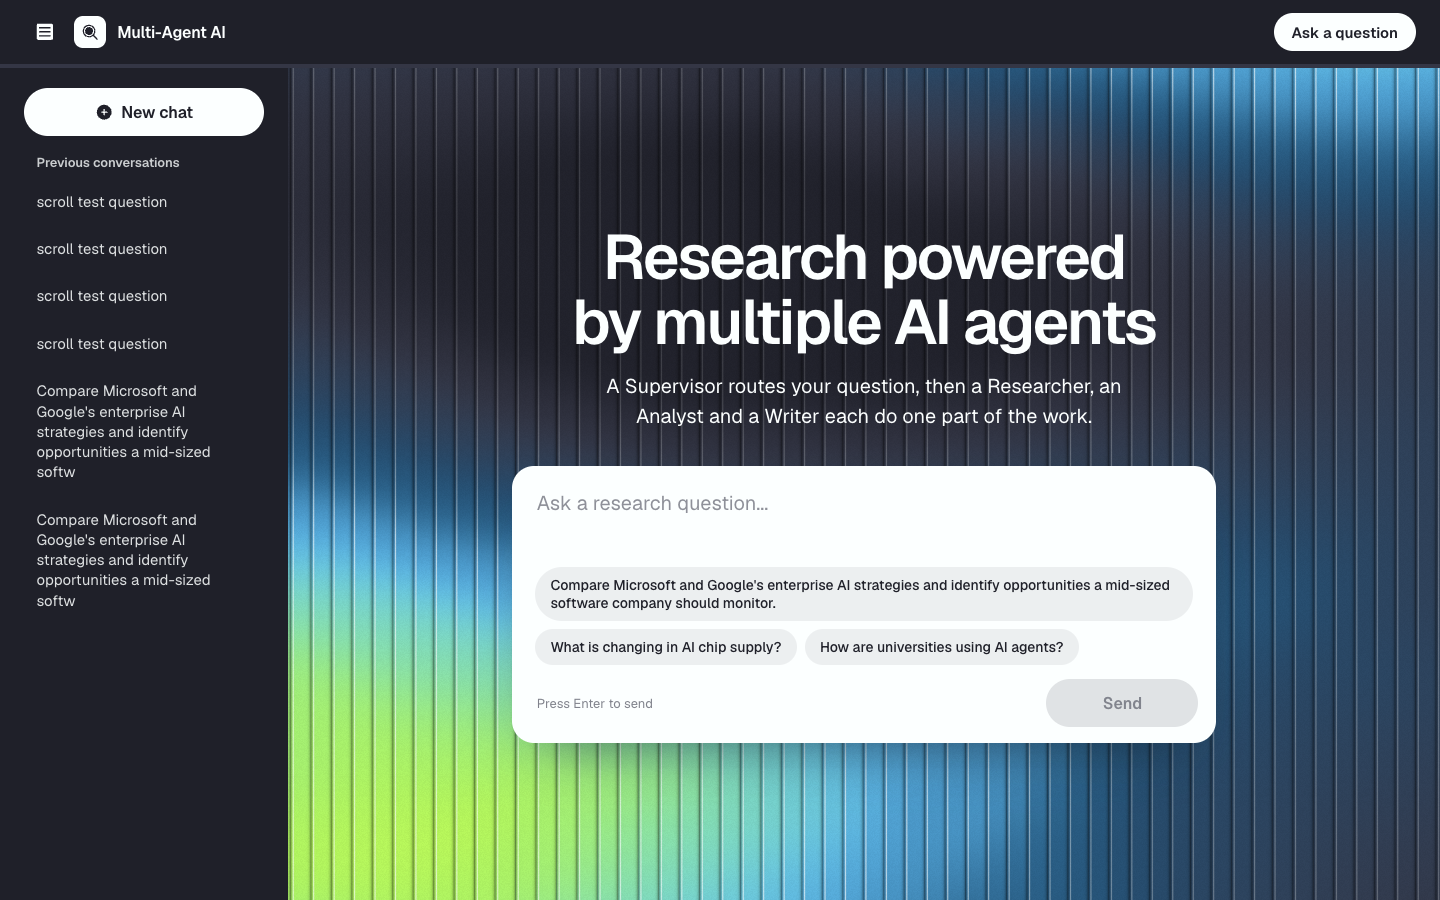 Multi-Agent AI
Ask a question
New chat
Previous conversations
scroll test question
scroll test question
scroll test question
scroll test question
Compare Microsoft and
Google's enterprise AI
strategies and identify
opportunities a mid-sized
softw
Compare Microsoft and
Google's enterprise AI
strategies and identify
opportunities a mid-sized
softw
Research powered
by multiple AI agents
A Supervisor routes your question, then a Researcher, an
Analyst and a Writer each do one part of the work.
Ask a research question...
Compare Microsoft and Google's enterprise AI strategies and identify opportunities a mid-sized
software company should monitor.
What is changing in AI chip supply?
How are universities using AI agents?
Press Enter to send
Send